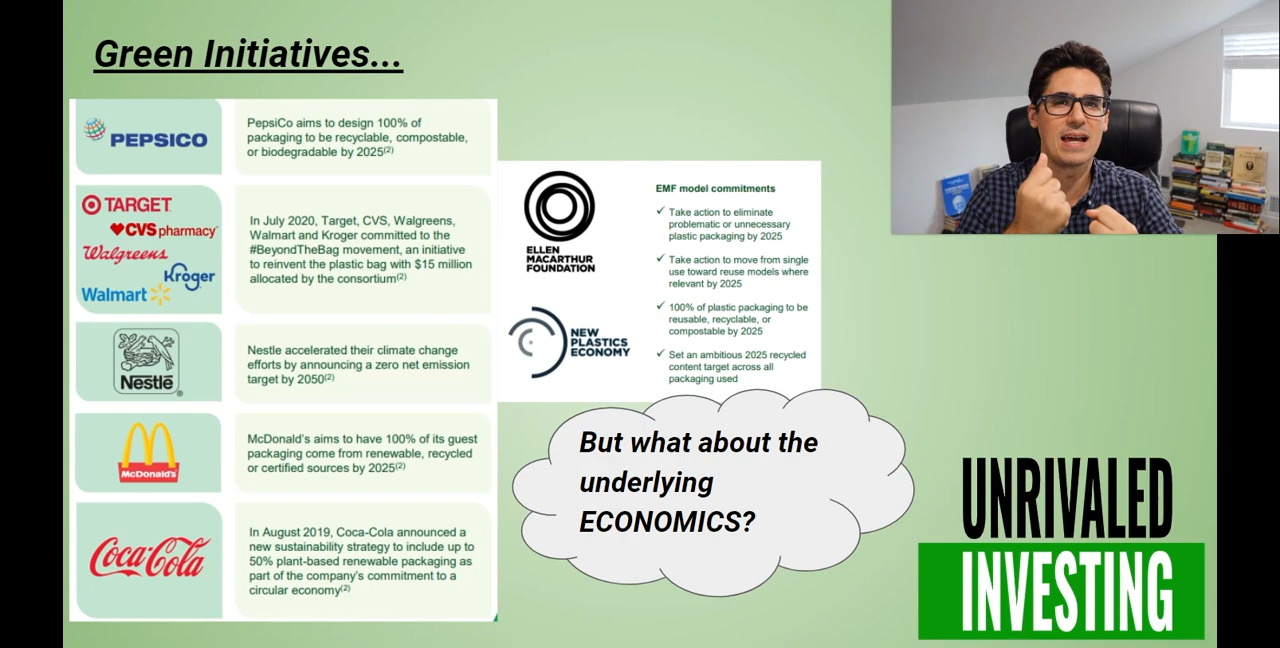 Green Initiatives...
PEPSICO
PepsiCo aims to design 100% of
packaging to be recyclable, compostable,
or biodegradable by 2025(2)
TARGET
CVS pharmacy
Walgreens
Kroger
Walmart
In July 2020, Target, CVS, Walgreens,
Walmart and Kroger committed to the
#BeyondTheBag movement, an initiative
to reinvent the plastic bag with $15 million
allocated by the consortium(2)
Nestlé®
Nestle accelerated their climate change
efforts by announcing a zero net emission
target by 2050(2)
McDonald's
McDonald's aims to have 100% of its guest
packaging come from renewable, recycled
or certified sources by 2025(2)
Coca-Cola
In August 2019, Coca-Cola announced a
new sustainability strategy to include up to
50% plant-based renewable packaging as
part of the company's commitment to a
circular economy(2)
ELLEN
MACARTHUR
FOUNDATION
NEW
PLASTICS
ECONOMY
EMF model commitments
✓ Take action to eliminate
problematic or unnecessary
plastic packaging by 2025
✓ Take action to move from single
use toward reuse models where
relevant by 2025
✓ 100% of plastic packaging to be
reusable, recyclable, or
compostable by 2025
✓ Set an ambitious 2025 recycled
content target across all
packaging used
But what about the
underlying
ECONOMICS?
UNRIVALED
INVESTING